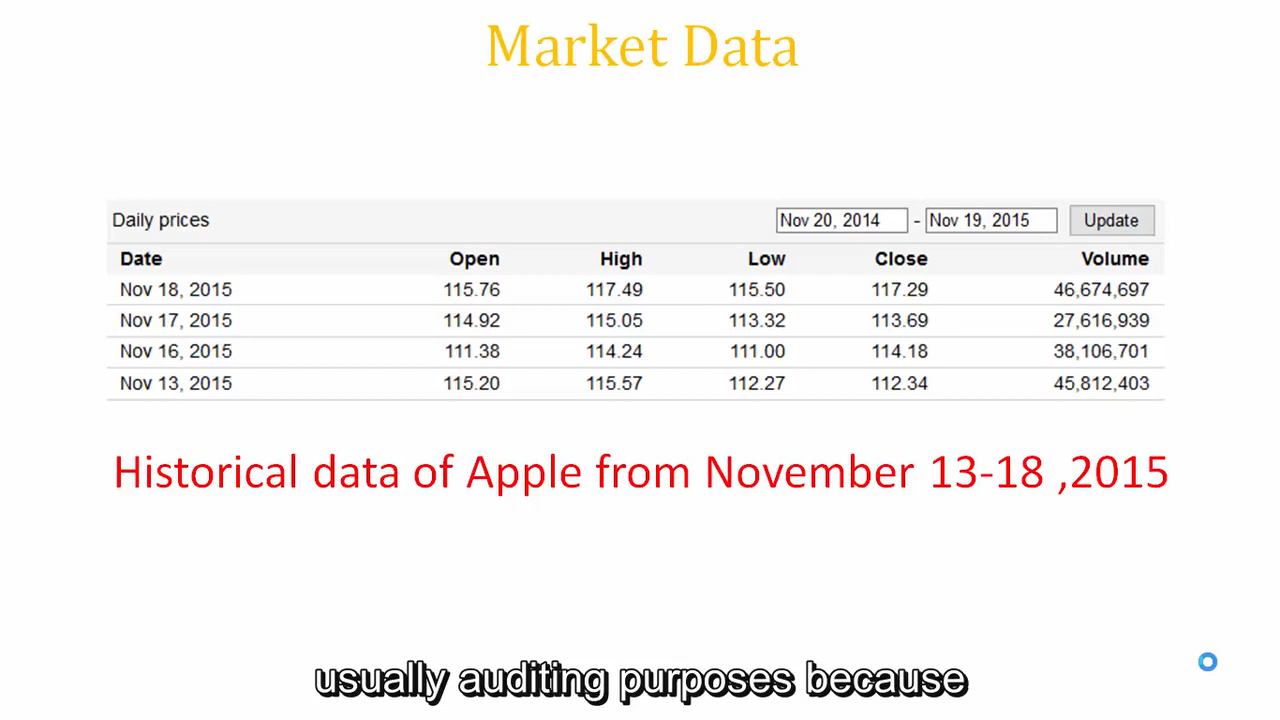 Market Data
Daily prices Nov 20, 2014 - Nov 19, 2015 Update
Date Open High Low Close Volume
Nov 18, 2015 115.76 117.49 115.50 117.29 46,674,697
Nov 17, 2015 114.92 115.05 113.32 113.69 27,616,939
Nov 16, 2015 111.38 114.24 111.00 114.18 38,106,701
Nov 13, 2015 115.20 115.57 112.27 112.34 45,812,403
Historical data of Apple from November 13-18 ,2015
usually auditing purposes because